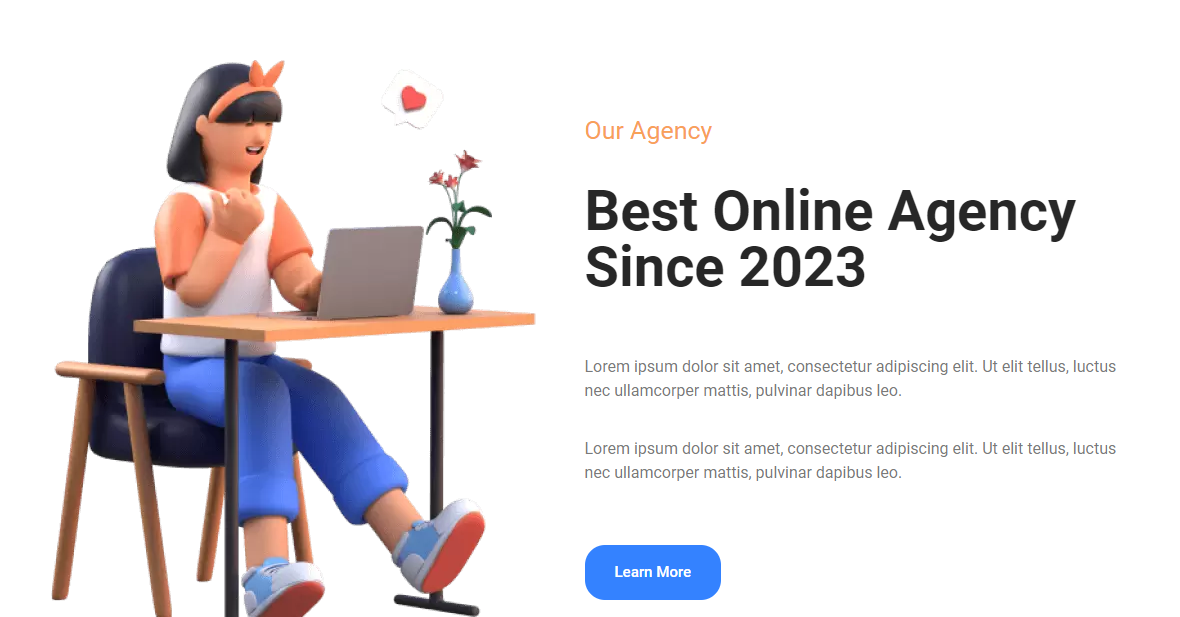 Our Agency
Best Online Agency
Since 2023
Lorem ipsum dolor sit amet, consectetur adipiscing elit. Ut elit tellus, luctus
nec ullamcorper mattis, pulvinar dapibus leo.
Lorem ipsum dolor sit amet, consectetur adipiscing elit. Ut elit tellus, luctus
nec ullamcorper mattis, pulvinar dapibus leo.
Learn More